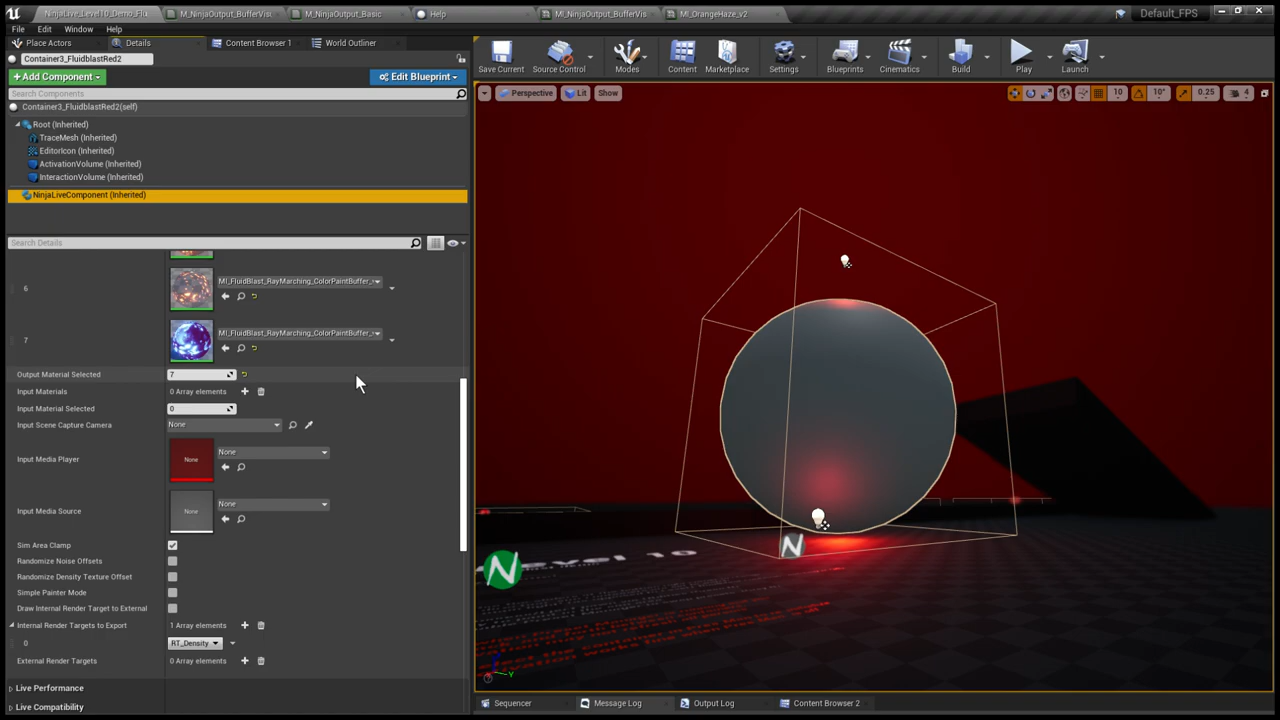 NinjaLive_Level10_Demo_Flu
M_NinjaOutput_BufferVis
M_NinjaOutput_Basic
Help
MI_NinjaOutput_BufferVis
MI_OrangeHaze_v2
Default_FPS
File Edit Window Help
Place Actors Details Content Browser 1 World Outliner
Container3_FluidblastRed2
+Add Component Edit Blueprint
Search Components
Container3_FluidblastRed2(self)
Root (Inherited)
TraceMesh (Inherited)
EditorIcon (Inherited)
ActivationVolume (Inherited)
InteractionVolume (Inherited)
NinjaLiveComponent (Inherited)
Search Details
6 MI_FluidBlast_RayMarching_ColorPaintBuffer_
7 MI_FluidBlast_RayMarching_ColorPaintBuffer_
Output Material Selected 7
Input Materials 0 Array elements
Input Material Selected 0
Input Scene Capture Camera None
Input Media Player None None
Input Media Source None None
Sim Area Clamp
Randomize Noise Offsets
Randomize Density Texture Offset
Simple Painter Mode
Draw Internal Render Target to External
Internal Render Targets to Export 1 Array elements
0 RT_Density
External Render Targets 0 Array elements
Live Performance
Live Compatibility
Save Current Source Control Modes Content Marketplace Settings Blueprints Cinematics Build Play Launch
Perspective Lit Show 10 10° 0.25 4
N
N
Level 10
Y
Sequencer Message Log Output Log Content Browser 2